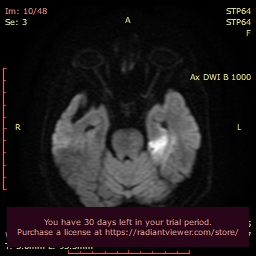 Im: 10/48
Se: 3
A
STP64
STP64
F
Ax DWI B 1000
R
L
You have 30 days left in your trial period.
Purchase a license at https://radiantviewer.com/store/